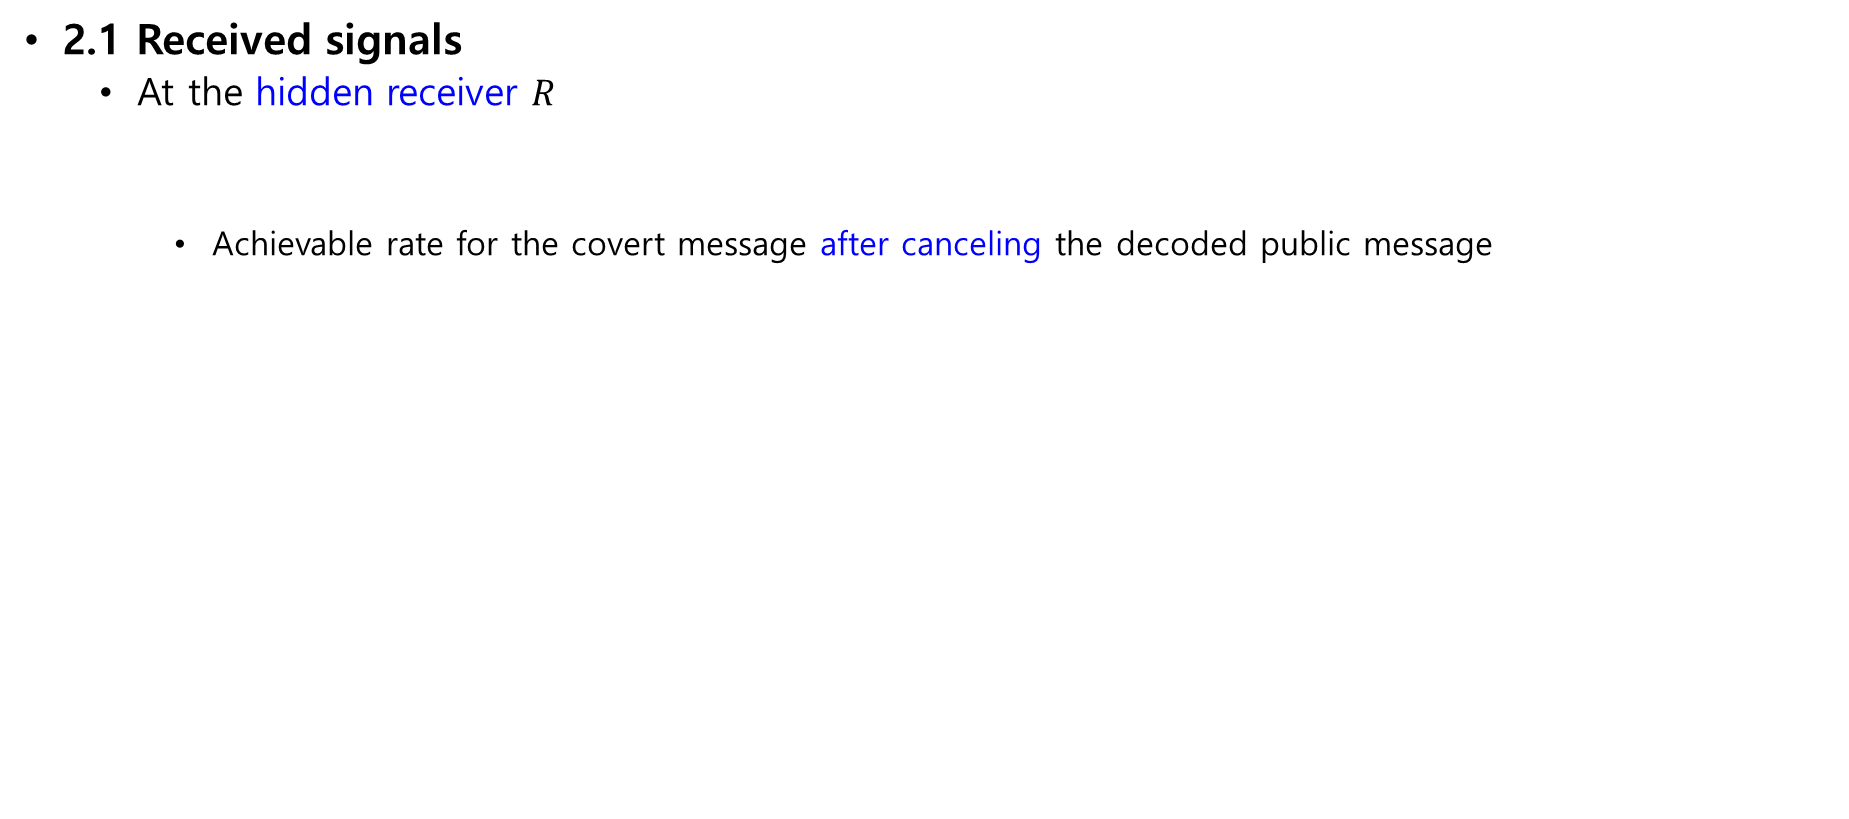 • 2.1 Received signals
• At the hidden receiver R
• Achievable rate for the covert message after canceling the decoded public message